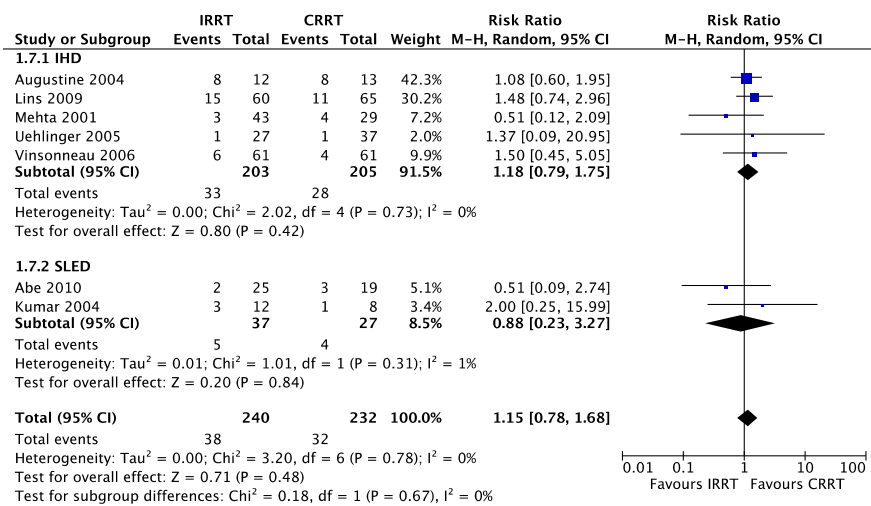 IRRT CRRT Risk Ratio Risk Ratio
Study or Subgroup Events Total Events Total Weight M-H, Random, 95% CI M-H, Random, 95% CI
1.7.1 IHD
Augustine 2004 8 12 8 13 42.3% 1.08 [0.60, 1.95]
Lins 2009 15 60 11 65 30.2% 1.48 [0.74, 2.96]
Mehta 2001 3 43 4 29 7.2% 0.51 [0.12, 2.09]
Uehlinger 2005 1 27 1 37 2.0% 1.37 [0.09, 20.95]
Vinsonneau 2006 6 61 4 61 9.9% 1.50 [0.45, 5.05]
Subtotal (95% CI) 203 205 91.5% 1.18 [0.79, 1.75]
Total events 33 28
Heterogeneity: Tau² = 0.00; Chi² = 2.02, df = 4 (P = 0.73); I² = 0%
Test for overall effect: Z = 0.80 (P = 0.42)
1.7.2 SLED
Abe 2010 2 25 3 19 5.1% 0.51 [0.09, 2.74]
Kumar 2004 3 12 1 8 3.4% 2.00 [0.25, 15.99]
Subtotal (95% CI) 37 27 8.5% 0.88 [0.23, 3.27]
Total events 5 4
Heterogeneity: Tau² = 0.01; Chi² = 1.01, df = 1 (P = 0.31); I² = 1%
Test for overall effect: Z = 0.20 (P = 0.84)
Total (95% CI) 240 232 100.0% 1.15 [0.78, 1.68]
Total events 38 32
Heterogeneity: Tau² = 0.00; Chi² = 3.20, df = 6 (P = 0.78); I² = 0%
Test for overall effect: Z = 0.71 (P = 0.48)
Test for subgroup differences: Chi² = 0.18, df = 1 (P = 0.67), I² = 0%
0.01 0.1 1 10 100
Favours IRRT Favours CRRT